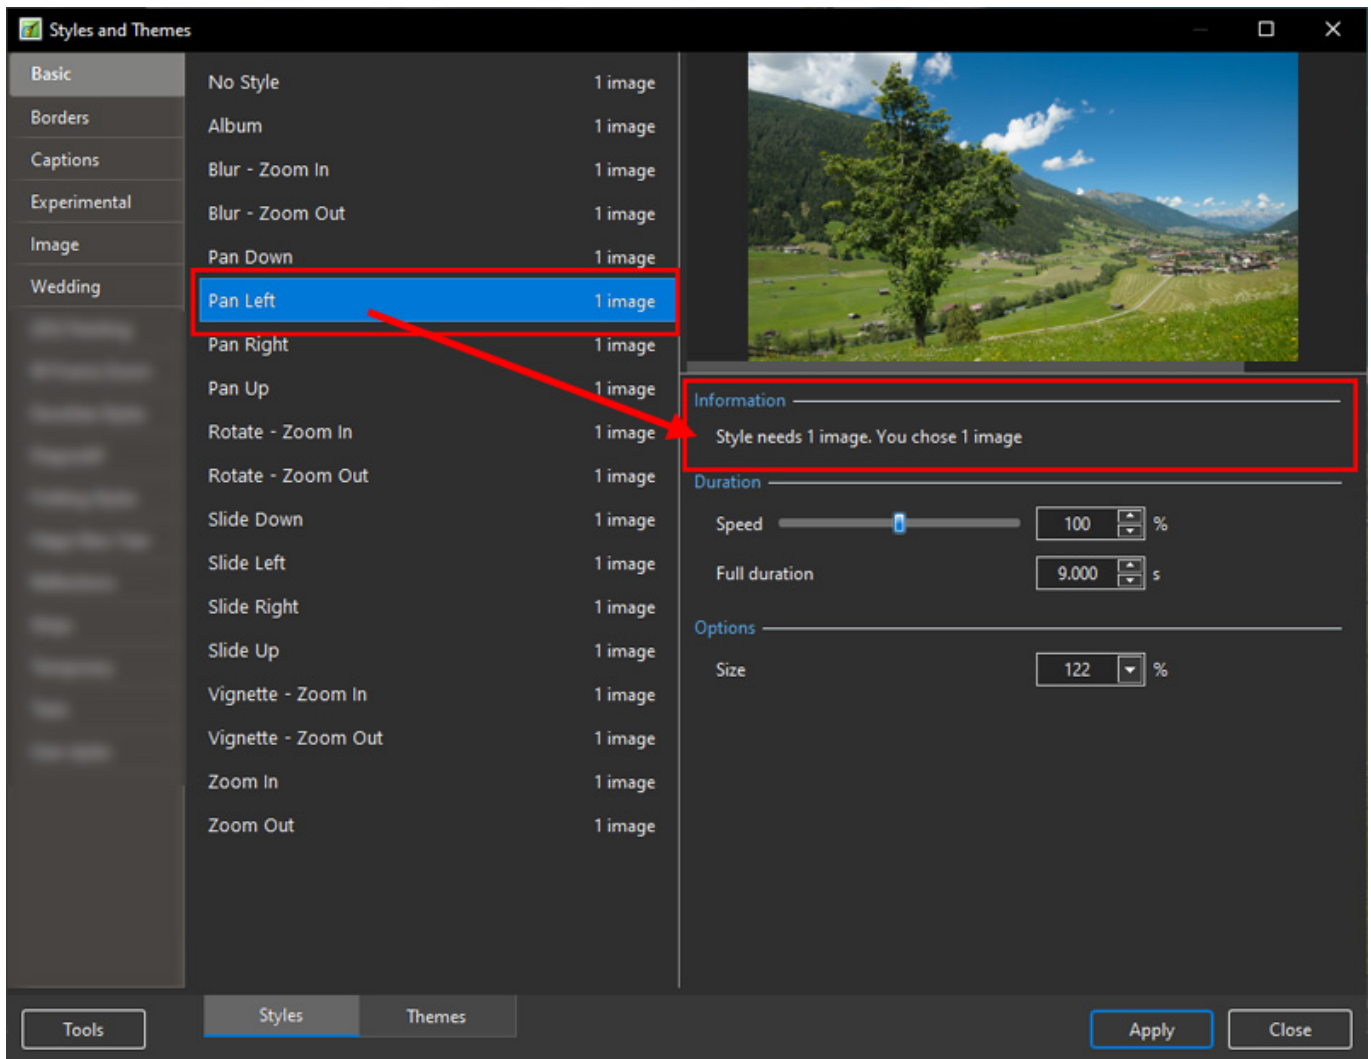 Styles and Themes
Basic
Borders
Captions
Experimental
Image
Wedding
No Style 1 image
Album 1 image
Blur - Zoom In 1 image
Blur - Zoom Out 1 image
Pan Down 1 image
Pan Left 1 image
Pan Right 1 image
Pan Up 1 image
Rotate - Zoom In 1 image
Rotate - Zoom Out 1 image
Slide Down 1 image
Slide Left 1 image
Slide Right 1 image
Slide Up 1 image
Vignette - Zoom In 1 image
Vignette - Zoom Out 1 image
Zoom In 1 image
Zoom Out 1 image
Information
Style needs 1 image. You chose 1 image
Duration
Speed 100 %
Full duration 9.000 s
Options
Size 122 %
Tools
Styles Themes
Apply Close